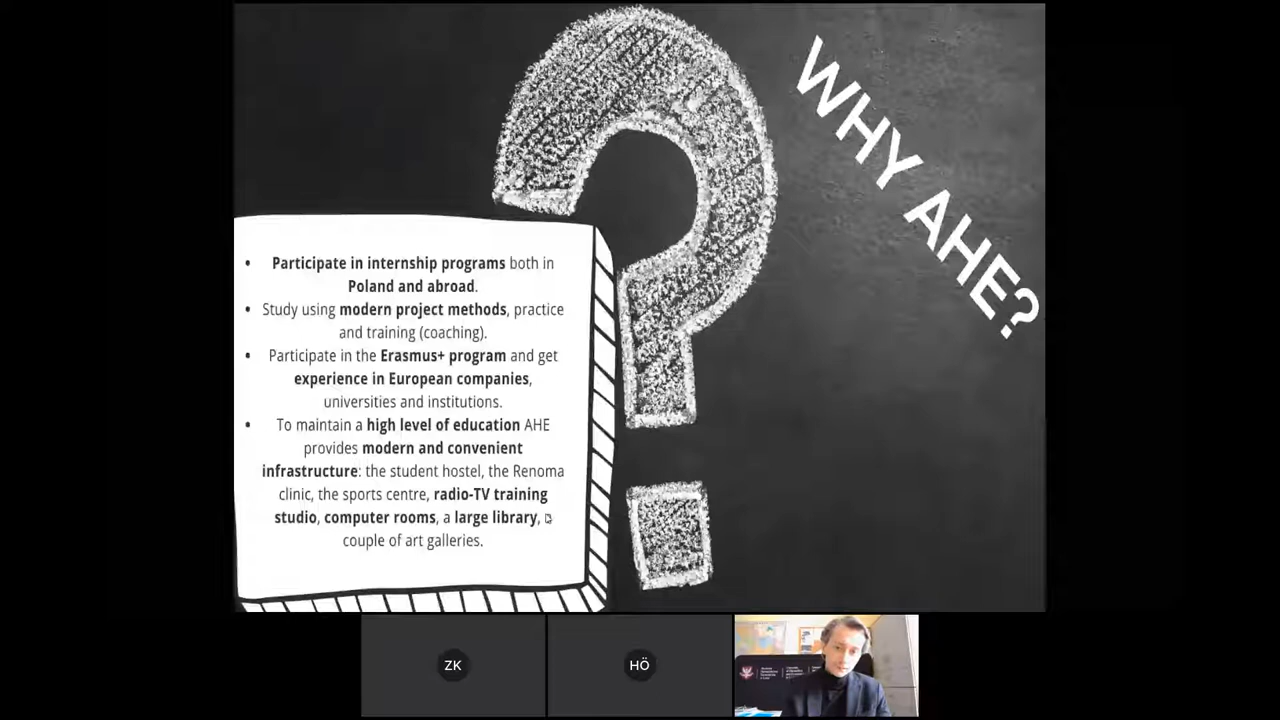 WHY AHE?
• Participate in internship programs both in
Poland and abroad.
• Study using modern project methods, practice
and training (coaching).
• Participate in the Erasmus+ program and get
experience in European companies,
universities and institutions.
• To maintain a high level of education AHE
provides modern and convenient
infrastructure: the student hostel, the Renoma
clinic, the sports centre, radio-TV training
studio, computer rooms, a large library,
couple of art galleries.
ZK
HÖ